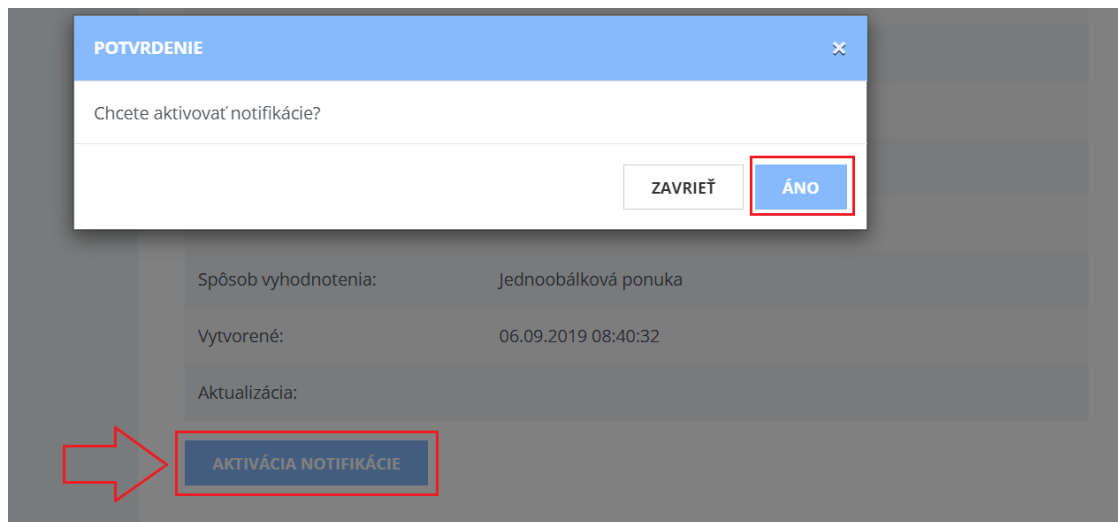 POTVRDENIE
Chcete aktivovať notifikácie?
ZAVRIEŤ ÁNO
Spôsob vyhodnotenia: Jednoobálková ponuka
Vytvorené: 06.09.2019 08:40:32
Aktualizácia:
AKTIVÁCIA NOTIFIKÁCIE